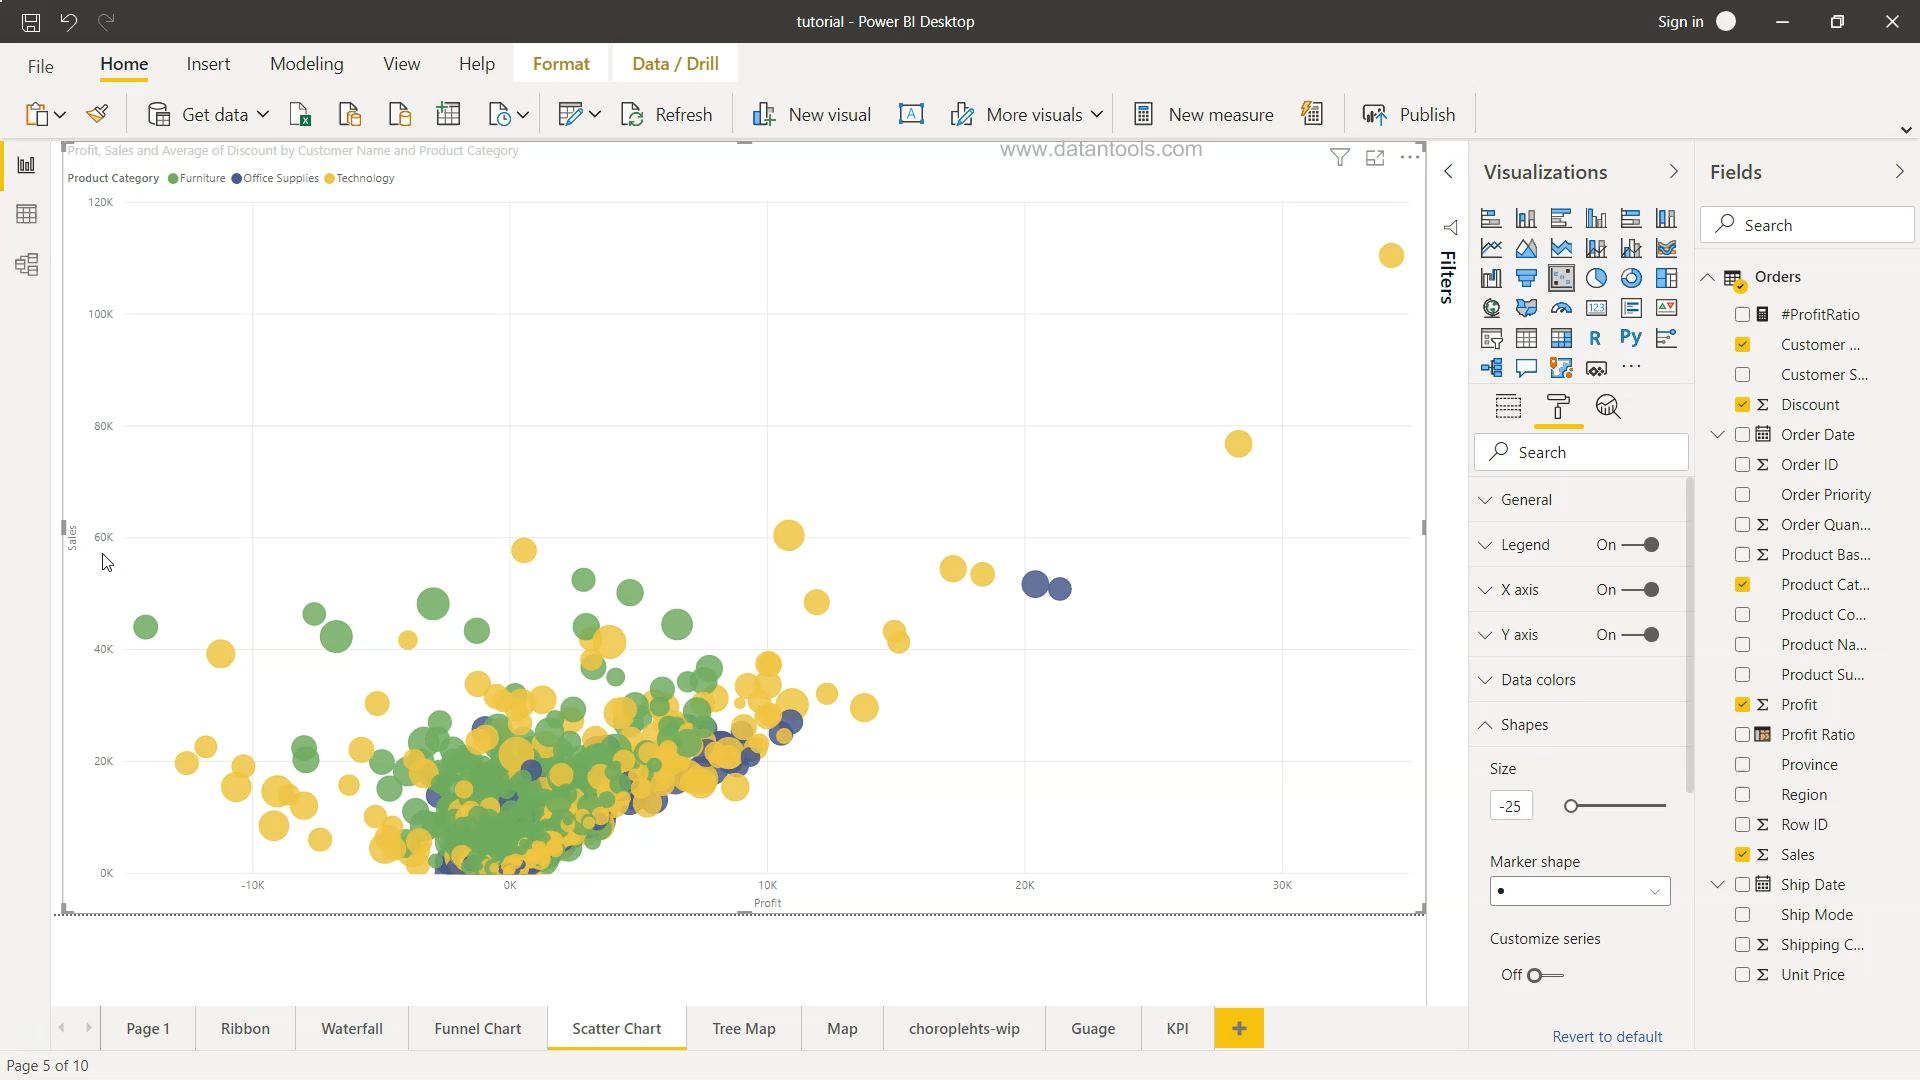 tutorial - Power BI Desktop
Sign in
File Home Insert Modeling View Help Format Data / Drill
Get data Refresh New visual A More visuals New measure Publish
Profit, Sales and Average of Discount by Customer Name and Product Category
www.datantools.com
Product Category Furniture Office Supplies Technology
120K
100K
80K
60K
40K
20K
0K
Sales
-10K 0K 10K 20K 30K
Profit
Filters
Visualizations
123
R Py
Search
General
Legend On
X axis On
Y axis On
Data colors
Shapes
Size
-25
Marker shape
Customize series
Off
Revert to default
Fields
Search
Orders
#ProfitRatio
Customer ...
Customer S...
Σ Discount
Order Date
Σ Order ID
Order Priority
Σ Order Quan...
Σ Product Bas...
Product Cat...
Product Co...
Product Na...
Product Su...
Σ Profit
Profit Ratio
Province
Region
Σ Row ID
Σ Sales
Ship Date
Ship Mode
Σ Shipping C...
Σ Unit Price
Page 1 Ribbon Waterfall Funnel Chart Scatter Chart Tree Map Map choroplehts-wip Guage KPI +
Page 5 of 10